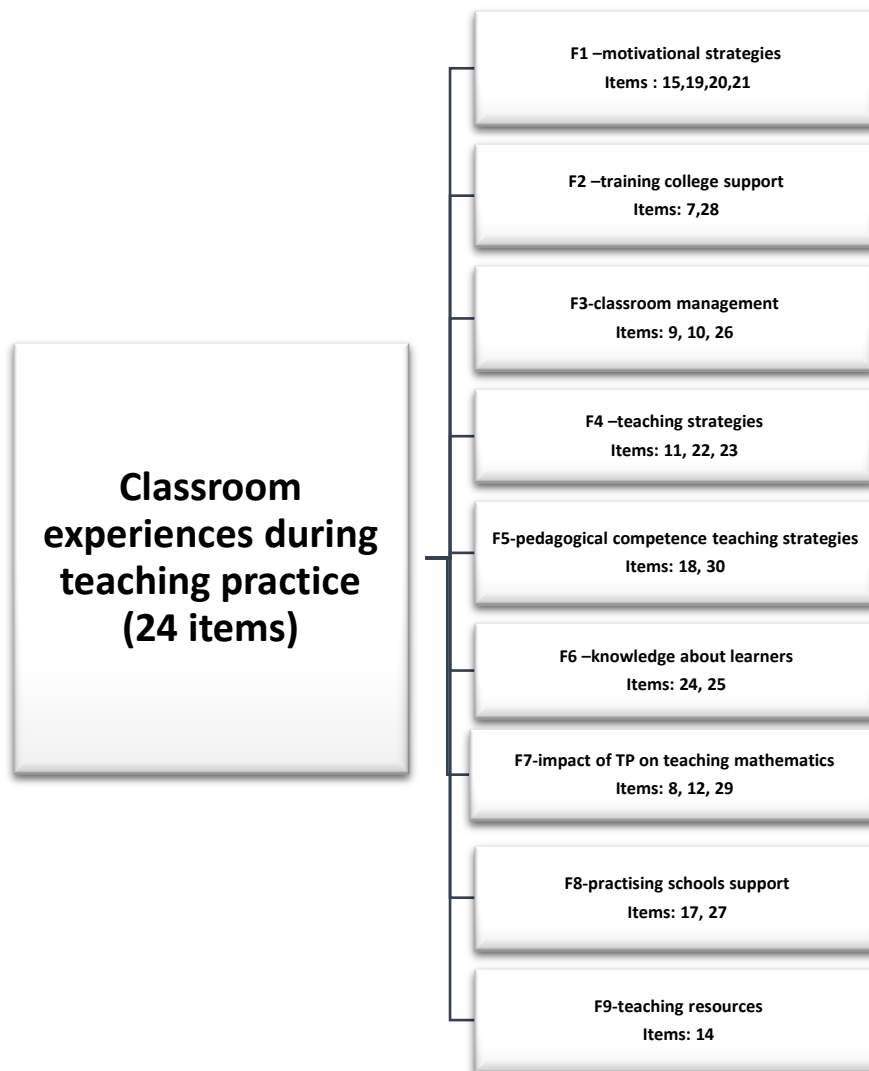 Classroom
experiences during
teaching practice
(24 items)
F1 –motivational strategies
Items : 15,19,20,21
F2 –training college support
Items: 7,28
F3-classroom management
Items: 9, 10, 26
F4 –teaching strategies
Items: 11, 22, 23
F5-pedagogical competence teaching strategies
Items: 18, 30
F6 –knowledge about learners
Items: 24, 25
F7-impact of TP on teaching mathematics
Items: 8, 12, 29
F8-practising schools support
Items: 17, 27
F9-teaching resources
Items: 14